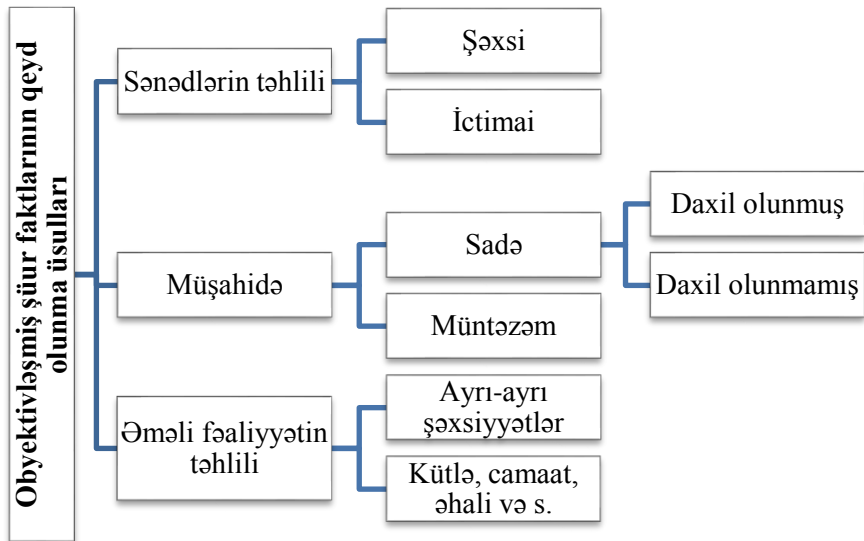 Obyektivləşmiş şüur faktlarının qeyd
olunma üsulları
Sənədlərin təhlili
Şəxsi
İctimai
Müşahidə
Sadə
Daxil olunmuş
Daxil olunmamış
Müntəzəm
Əməli fəaliyyətin
təhlili
Ayrı-ayrı
şəxsiyyətlər
Kütlə, camaat,
əhali və s.